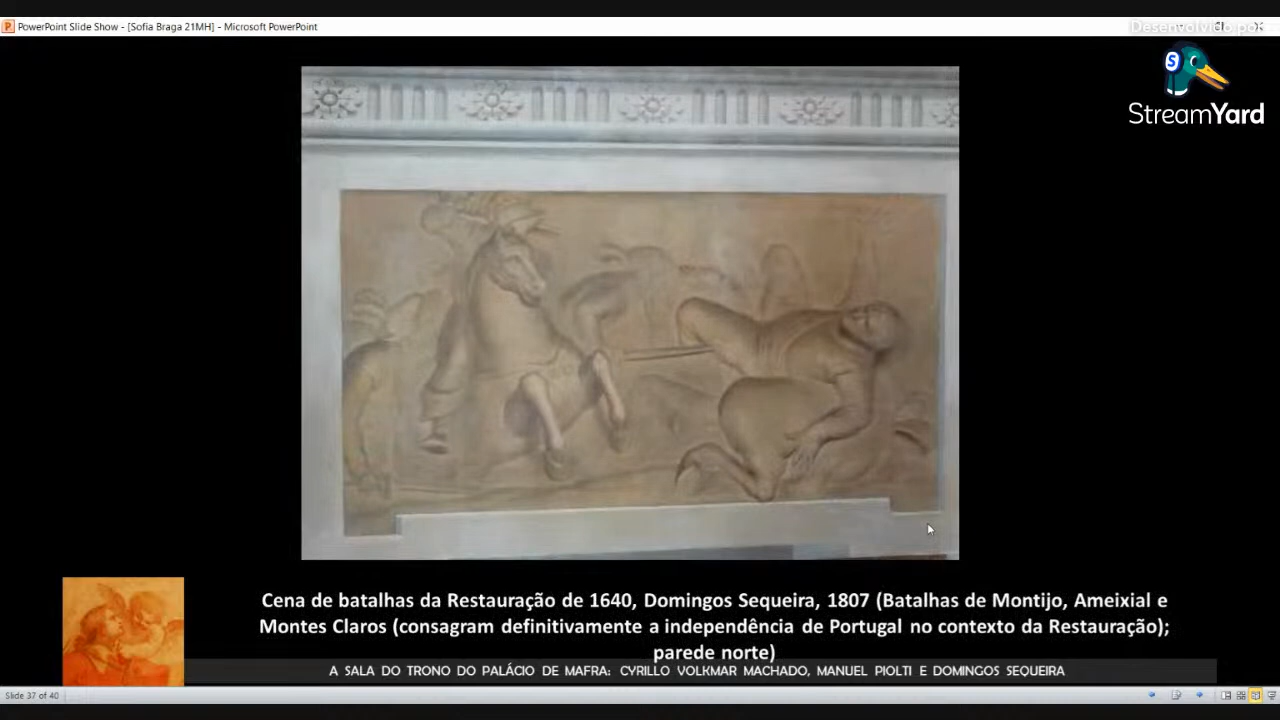 PowerPoint Slide Show - [Sofia Braga 21MH] - Microsoft PowerPoint
Desenvolvido por
StreamYard
Cena de batalhas da Restauração de 1640, Domingos Sequeira, 1807 (Batalhas de Montijo, Ameixial e
Montes Claros (consagram definitivamente a independência de Portugal no contexto da Restauração);
parede norte)
A SALA DO TRONO DO PALÁCIO DE MAFRA: CYRILLO VOLKMAR MACHADO, MANUEL PIOLTI E DOMINGOS SEQUEIRA
Slide 37 of 40